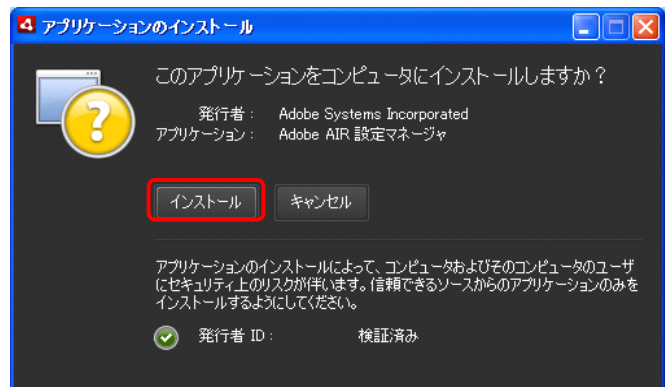 アプリケーションのインストール
このアプリケーションをコンピュータにインストールしますか？
発行者： Adobe Systems Incorporated
アプリケーション： Adobe AIR 設定マネージャ
インストール キャンセル
アプリケーションのインストールによって、コンピュータおよびそのコンピュータのユーザ
にセキュリティ上のリスクが伴います。信頼できるソースからのアプリケーションのみを
インストールするようにしてください。
発行者 ID： 検証済み